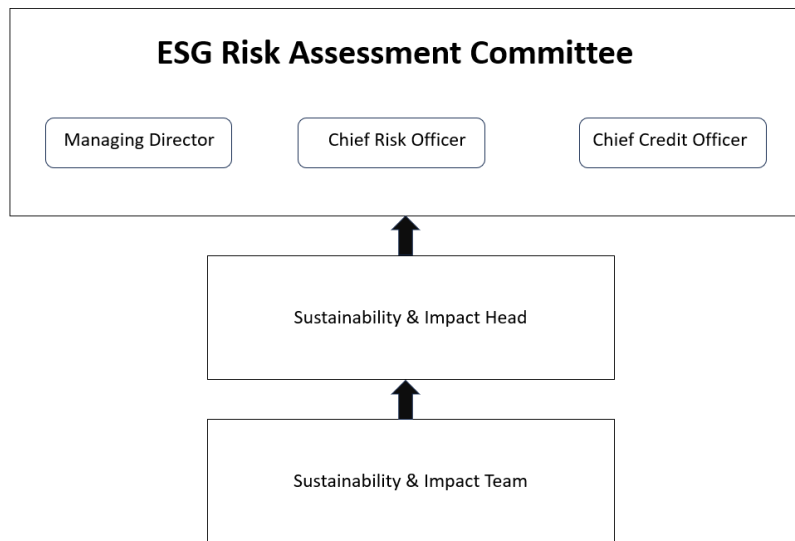 ESG Risk Assessment Committee
Managing Director
Chief Risk Officer
Chief Credit Officer
Sustainability & Impact Head
Sustainability & Impact Team